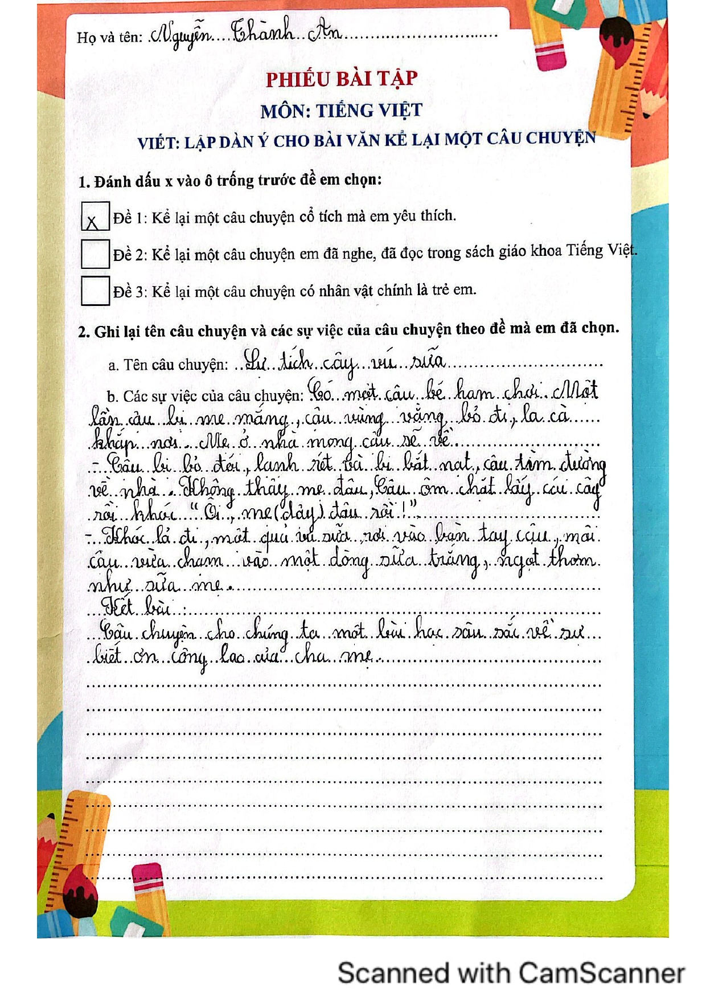 Họ và tên: Nguyễn Thành An
PHIẾU BÀI TẬP
MÔN: TIẾNG VIỆT
VIẾT: LẬP DÀN Ý CHO BÀI VĂN KỂ LẠI MỘT CÂU CHUYỆN
1. Đánh dấu x vào ô trống trước đề em chọn:
x Đề 1: Kể lại một câu chuyện cổ tích mà em yêu thích.
Đề 2: Kể lại một câu chuyện em đã nghe, đã đọc trong sách giáo khoa Tiếng Việt.
Đề 3: Kể lại một câu chuyện có nhân vật chính là trẻ em.
2. Ghi lại tên câu chuyện và các sự việc của câu chuyện theo đề mà em đã chọn.
a. Tên câu chuyện: Sự tích cây vú sữa
b. Các sự việc của câu chuyện: Có một cậu bé ham chơi. Một
lần cậu bị mẹ mắng, cậu vùng vằng bỏ đi, la cà
khắp nơi. Mẹ ở nhà mong cậu sẽ về.
- Cậu bị bỏ đói, lạnh rét và bị bắt nạt, cậu tìm đường
về nhà. Không thấy mẹ đâu, Cậu ôm chặt lấy cái cây
rồi khóc "Ôi, mẹ (đây) đâu rồi!".
- Khóc lả đi, một quả vú sữa rơi vào bàn tay cậu, môi
cậu vừa chạm vào một dòng sữa trắng, ngọt thơm
như sữa mẹ.
Kết bài:
Câu chuyện cho chúng ta một bài học sâu sắc về sự
biết ơn công lao của cha mẹ.
Scanned with CamScanner